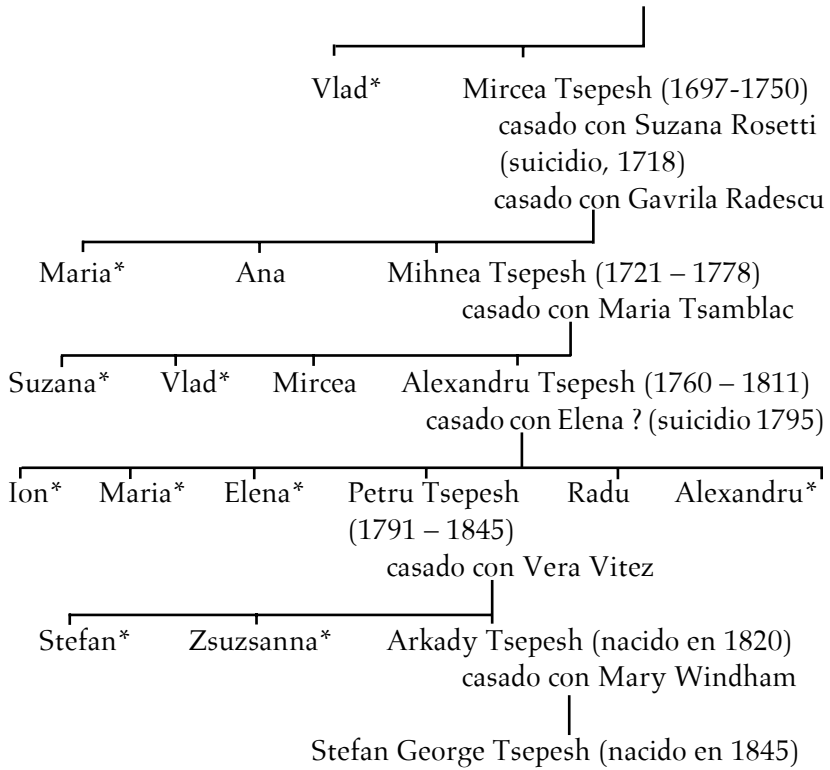 Vlad* Mircea Tsepesh (1697-1750)
casado con Suzana Rosetti
(suicidio, 1718)
casado con Gavrila Radescu
Maria* Ana Mihnea Tsepesh (1721 – 1778)
casado con Maria Tsamblac
Suzana* Vlad* Mircea Alexandru Tsepesh (1760 – 1811)
casado con Elena ? (suicidio 1795)
Ion* Maria* Elena* Petru Tsepesh Radu Alexandru*
(1791 – 1845)
casado con Vera Vitez
Stefan* Zsuzsanna* Arkady Tsepesh (nacido en 1820)
casado con Mary Windham
Stefan George Tsepesh (nacido en 1845)